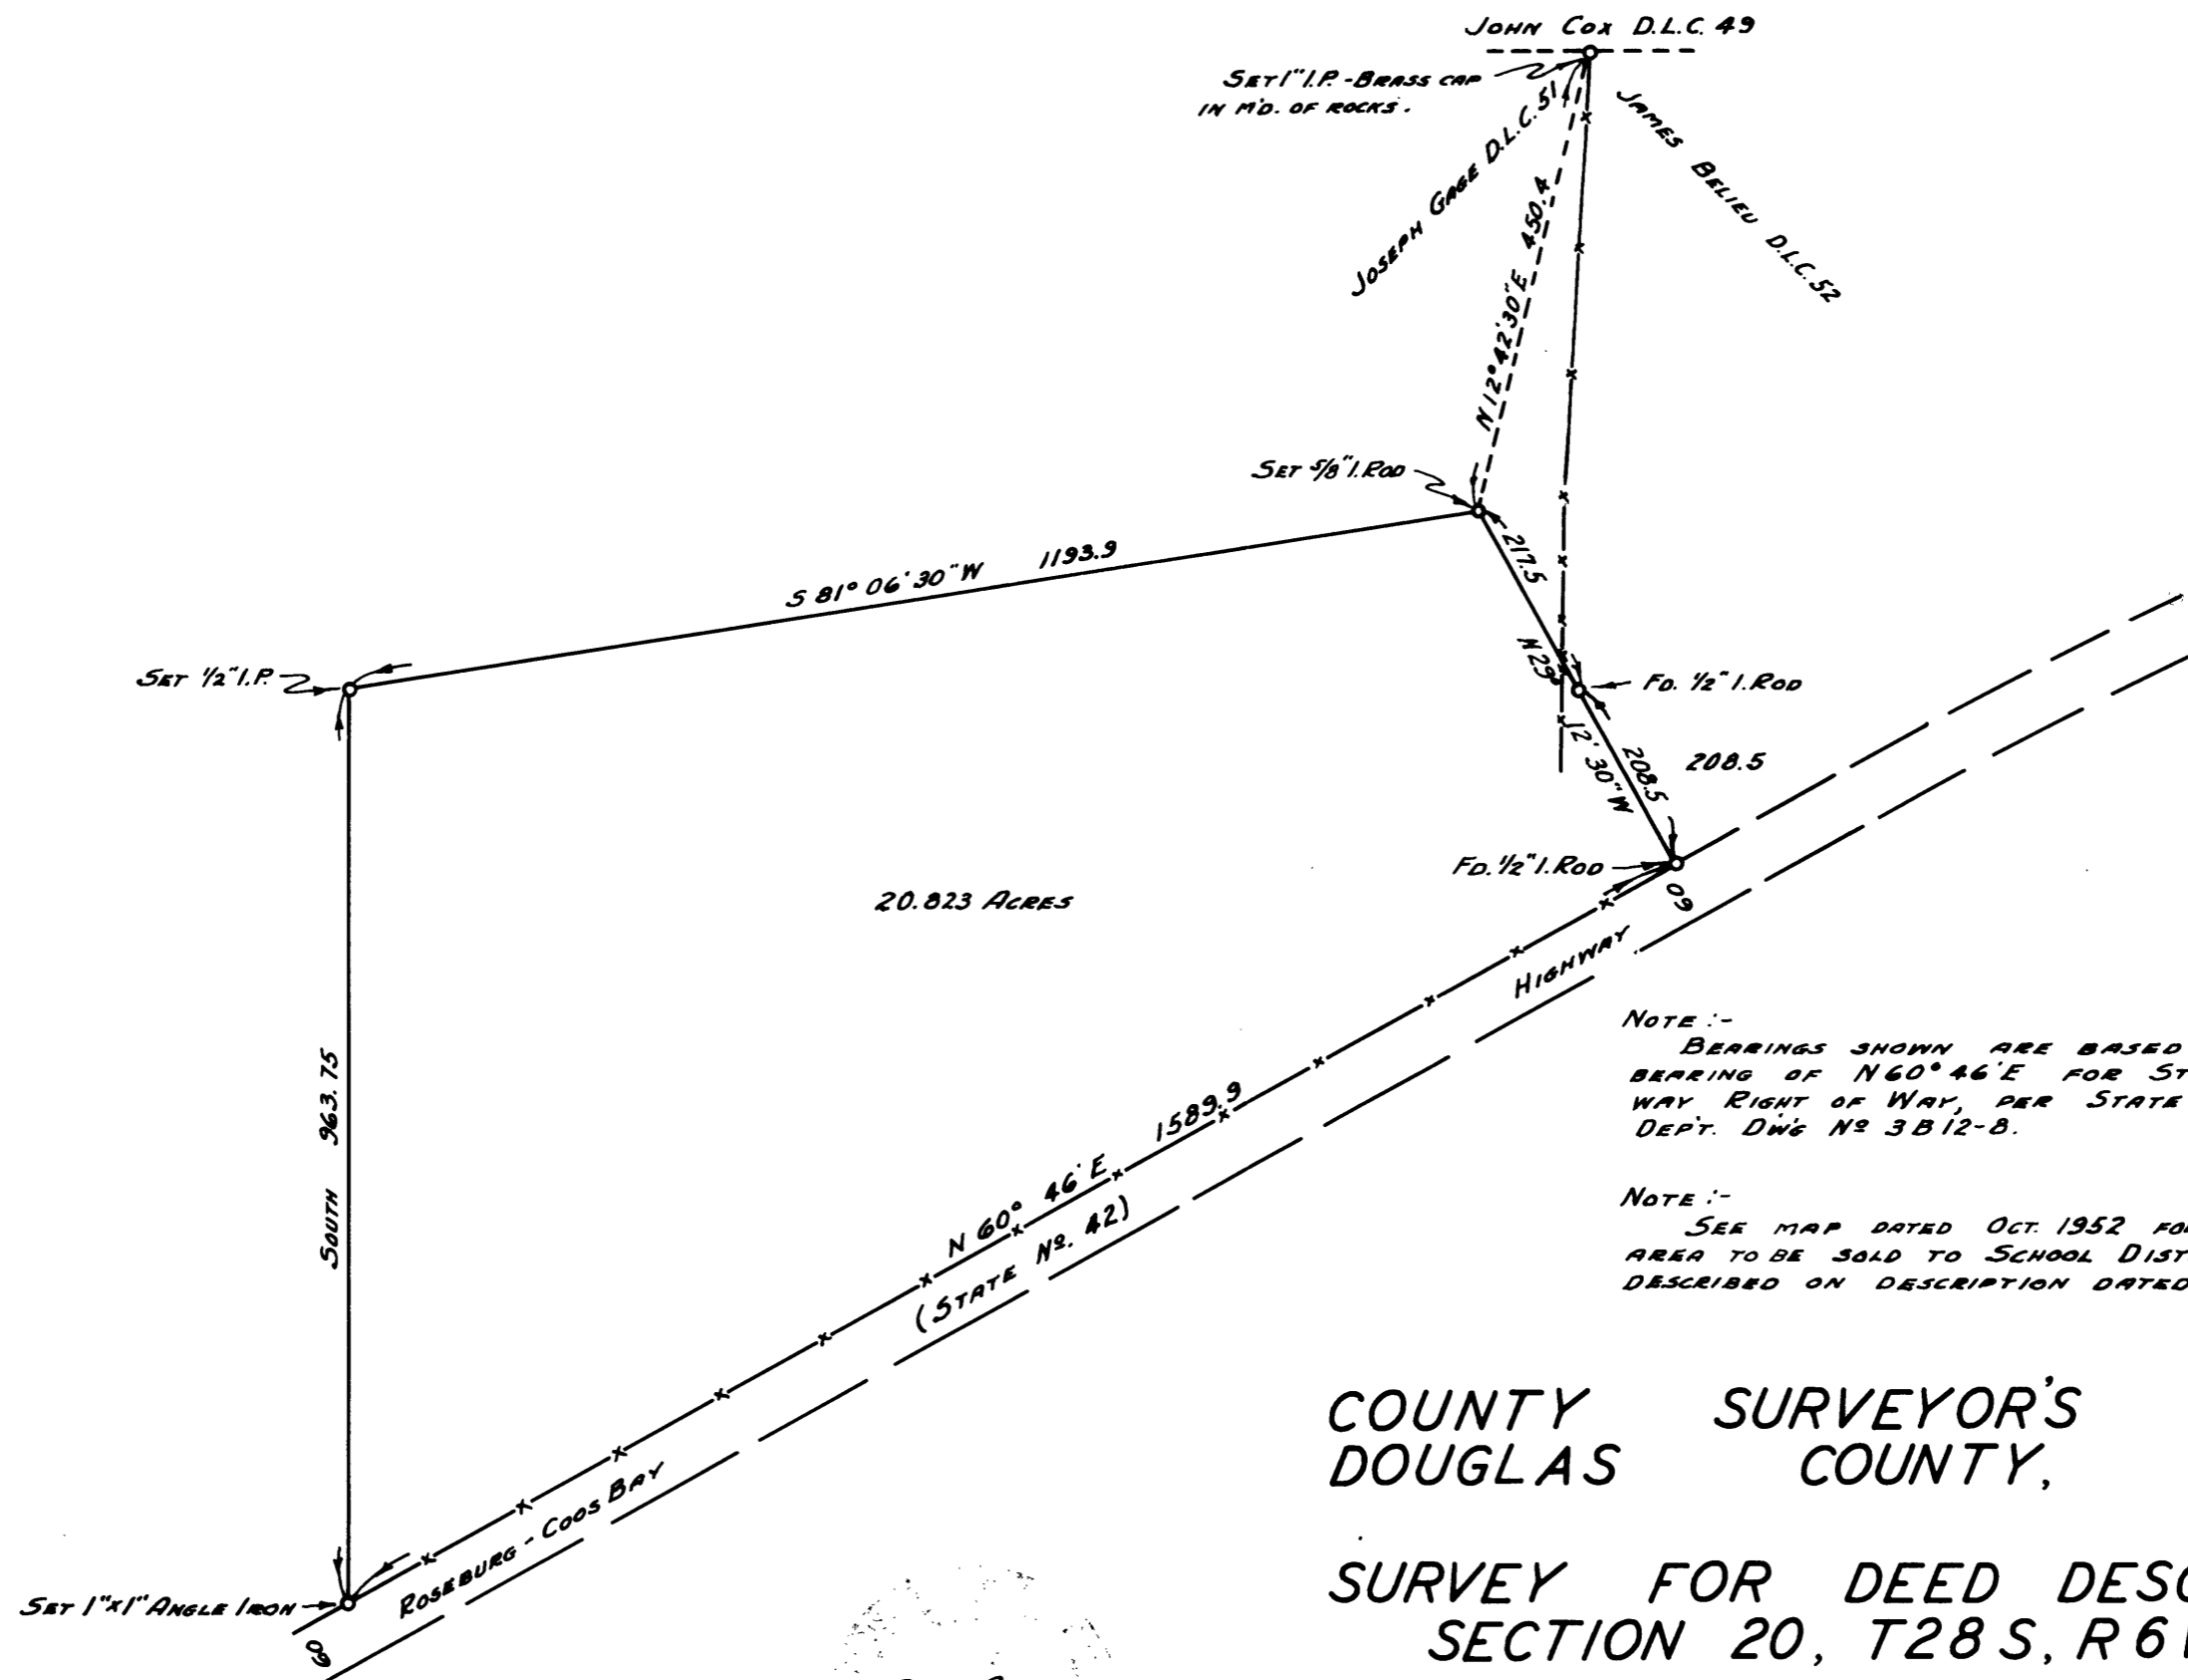 JOHN COX D.L.C. 49
SET 1" I.P. - BRASS CAP
IN M'D. OF ROCKS.
JOSEPH GAGE D.L.C. 51
JAMES BELIEU D.L.C. 52
N 12° 42' 30" E 450.4
SET 5/8" I. ROD
217.5
S 81° 06' 30" W 1193.9
SET 1/2" I.P.
N 29° 12' 30" W
FD. 1/2" I. ROD
208.5
208.5
FD. 1/2" I. ROD
60
20.823 ACRES
HIGHWAY
SOUTH 963.75
N 60° 46' E 1589.9
(STATE Nº. 42)
ROSEBURG - COOS BAY
SET 1"x1" ANGLE IRON
60
NOTE :-
BEARINGS SHOWN ARE BASED
BEARING OF N 60° 46' E FOR ST
WAY RIGHT OF WAY, PER STATE
DEP'T. DW'G Nº 3B12-8.
NOTE :-
SEE MAP DATED OCT. 1952 FO
AREA TO BE SOLD TO SCHOOL DIST
DESCRIBED ON DESCRIPTION DATED
COUNTY SURVEYOR'S
DOUGLAS COUNTY,
SURVEY FOR DEED DESC
SECTION 20, T28S, R6